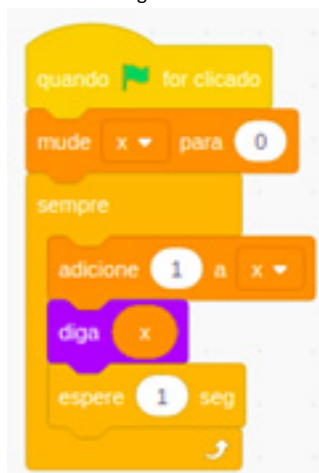 quando for clicado
mude x para 0
sempre
adicione 1 a x
diga x
espere 1 seg